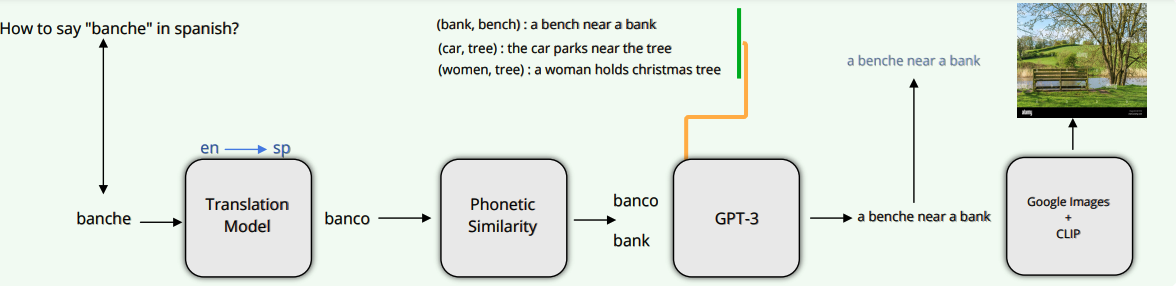 How to say "banche" in spanish?
(bank, bench) : a bench near a bank
(car, tree) : the car parks near the tree
(women, tree) : a woman holds christmas tree
a benche near a bank
en
sp
banche
Translation
Model
banco
Phonetic
Similarity
banco
bank
GPT-3
a benche near a bank
Google Images
+
CLIP
alamy